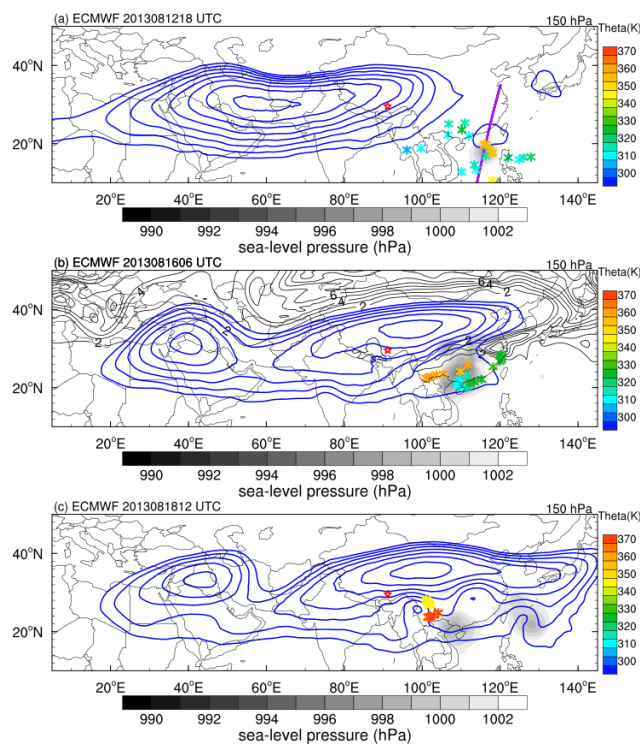 (a) ECMWF 2013081218 UTC 150 hPa Theta(K)
370
40°N 360
350
340
330
20°N 320
310
300
20°E 40°E 60°E 80°E 100°E 120°E 140°E
990 992 994 996 998 1000 1002
sea-level pressure (hPa)
(b) ECMWF 2013081606 UTC 150 hPa Theta(K)
6 4 2
370
40°N 360
350
2 2
340
330
20°N 320
310
300
20°E 40°E 60°E 80°E 100°E 120°E 140°E
990 992 994 996 998 1000 1002
sea-level pressure (hPa)
(c) ECMWF 2013081812 UTC 150 hPa Theta(K)
370
40°N 360
350
340
330
20°N 320
310
300
20°E 40°E 60°E 80°E 100°E 120°E 140°E
990 992 994 996 998 1000 1002
sea-level pressure (hPa)